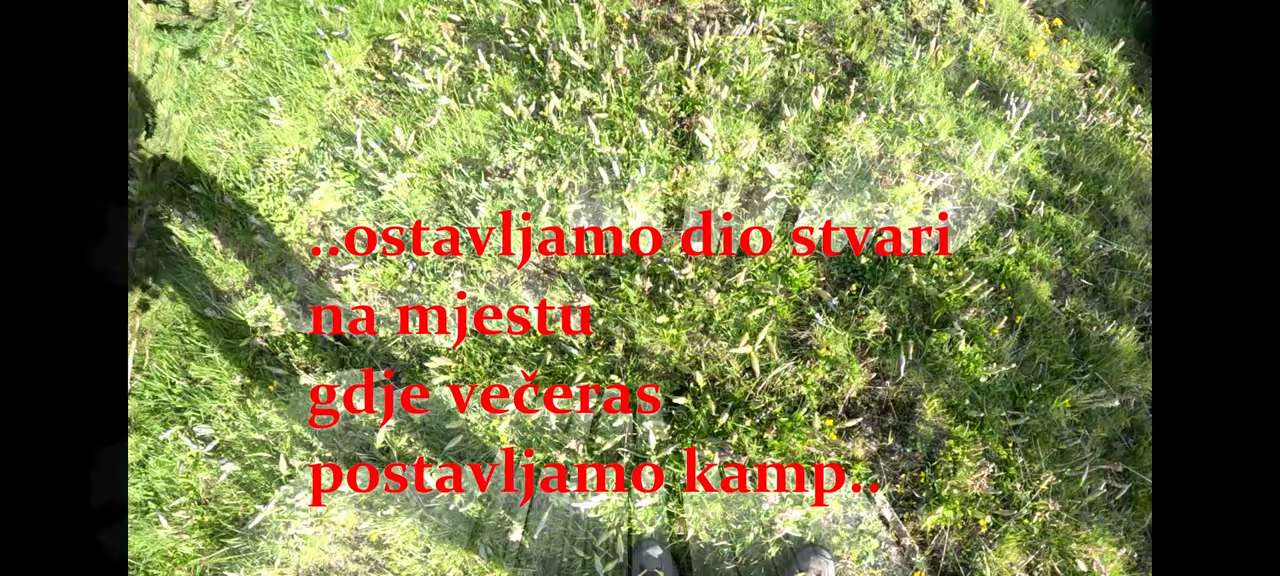 ..ostavljamo dio stvari
na mjestu
gdje večeras
postavljamo kamp..